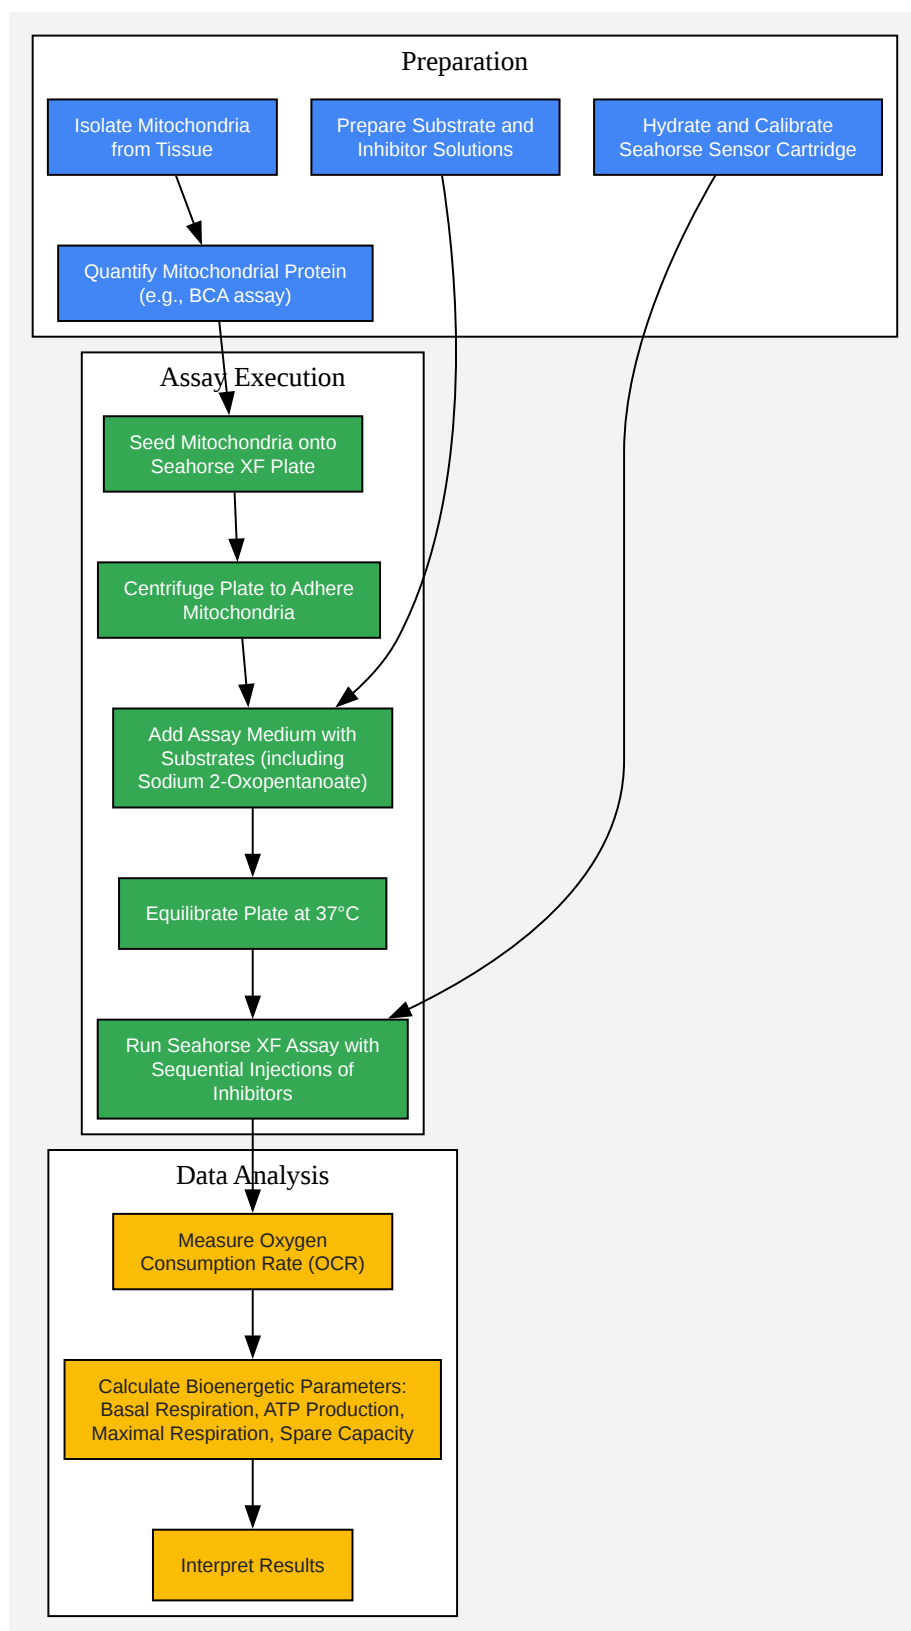 Preparation
Isolate Mitochondria
from Tissue
Prepare Substrate and
Inhibitor Solutions
Hydrate and Calibrate
Seahorse Sensor Cartridge
Quantify Mitochondrial Protein
(e.g., BCA assay)
Assay Execution
Seed Mitochondria onto
Seahorse XF Plate
Centrifuge Plate to Adhere
Mitochondria
Add Assay Medium with
Substrates (including
Sodium 2-Oxopentanoate)
Equilibrate Plate at 37°C
Run Seahorse XF Assay with
Sequential Injections of
Inhibitors
Data Analysis
Measure Oxygen
Consumption Rate (OCR)
Calculate Bioenergetic Parameters:
Basal Respiration, ATP Production,
Maximal Respiration, Spare Capacity
Interpret Results